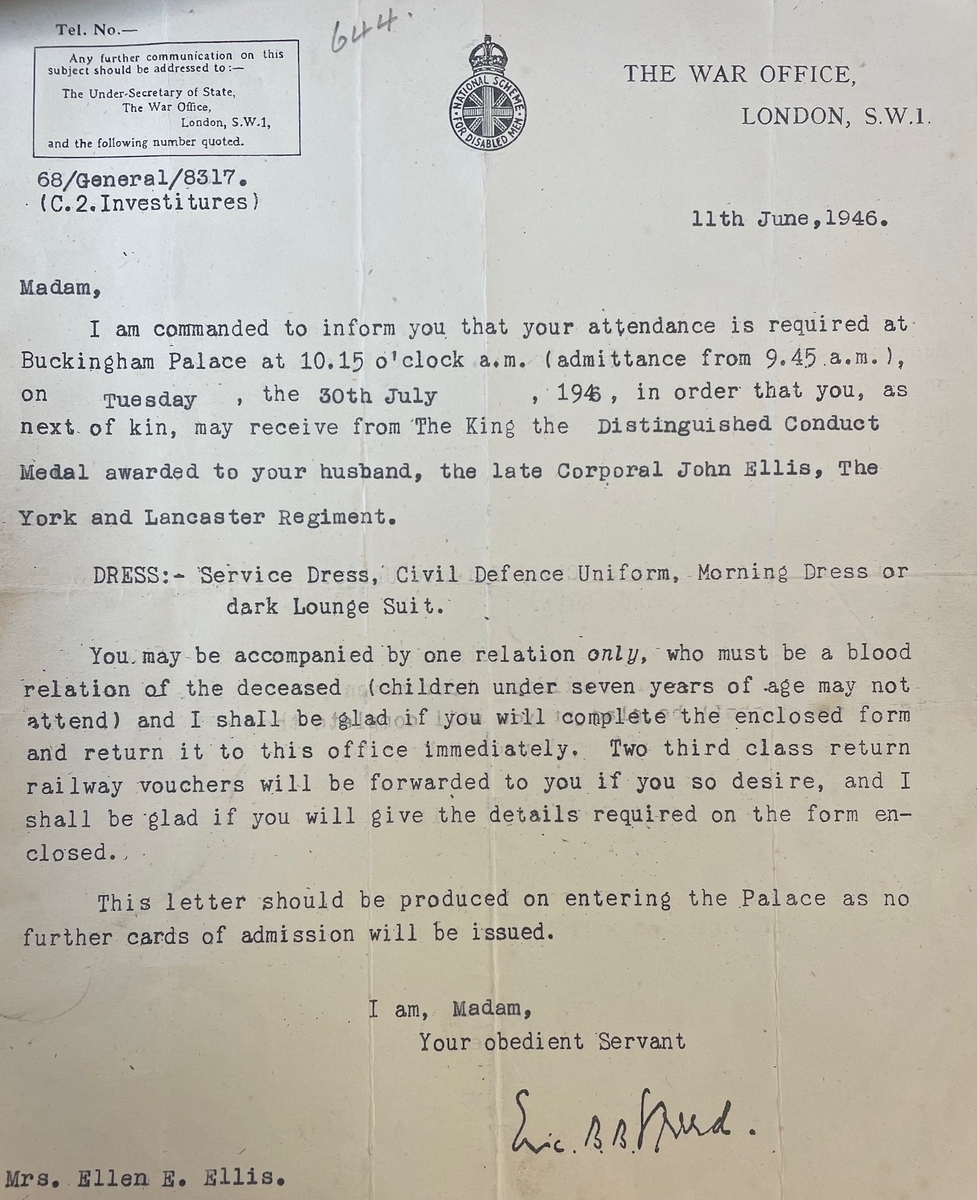 Tel. No.—
644.
Any further communication on this
subject should be addressed to :—
The Under-Secretary of State,
The War Office,
London, S.W.1,
and the following number quoted.
NATIONAL SCHEME
FOR DISABLED MEN
THE WAR OFFICE,
LONDON, S.W.1.
68/General/8317.
(C.2.Investitures)
11th June,1946.
Madam,
I am commanded to inform you that your attendance is required at
Buckingham Palace at 10.15 o'clock a.m. (admittance from 9.45 a.m.),
on Tuesday , the 30th July , 1946, in order that you, as
next of kin, may receive from The King the Distinguished Conduct
Medal awarded to your husband, the late Corporal John Ellis, The
York and Lancaster Regiment.
DRESS:- Service Dress, Civil Defence Uniform, Morning Dress or
dark Lounge Suit.
You may be accompanied by one relation only, who must be a blood
relation of the deceased (children under seven years of age may not
attend) and I shall be glad if you will complete the enclosed form
and return it to this office immediately. Two third class return
railway vouchers will be forwarded to you if you so desire, and I
shall be glad if you will give the details required on the form en-
closed.
This letter should be produced on entering the Palace as no
further cards of admission will be issued.
I am, Madam,
Your obedient Servant
Eric. B. B. Speed.
Mrs. Ellen E. Ellis.